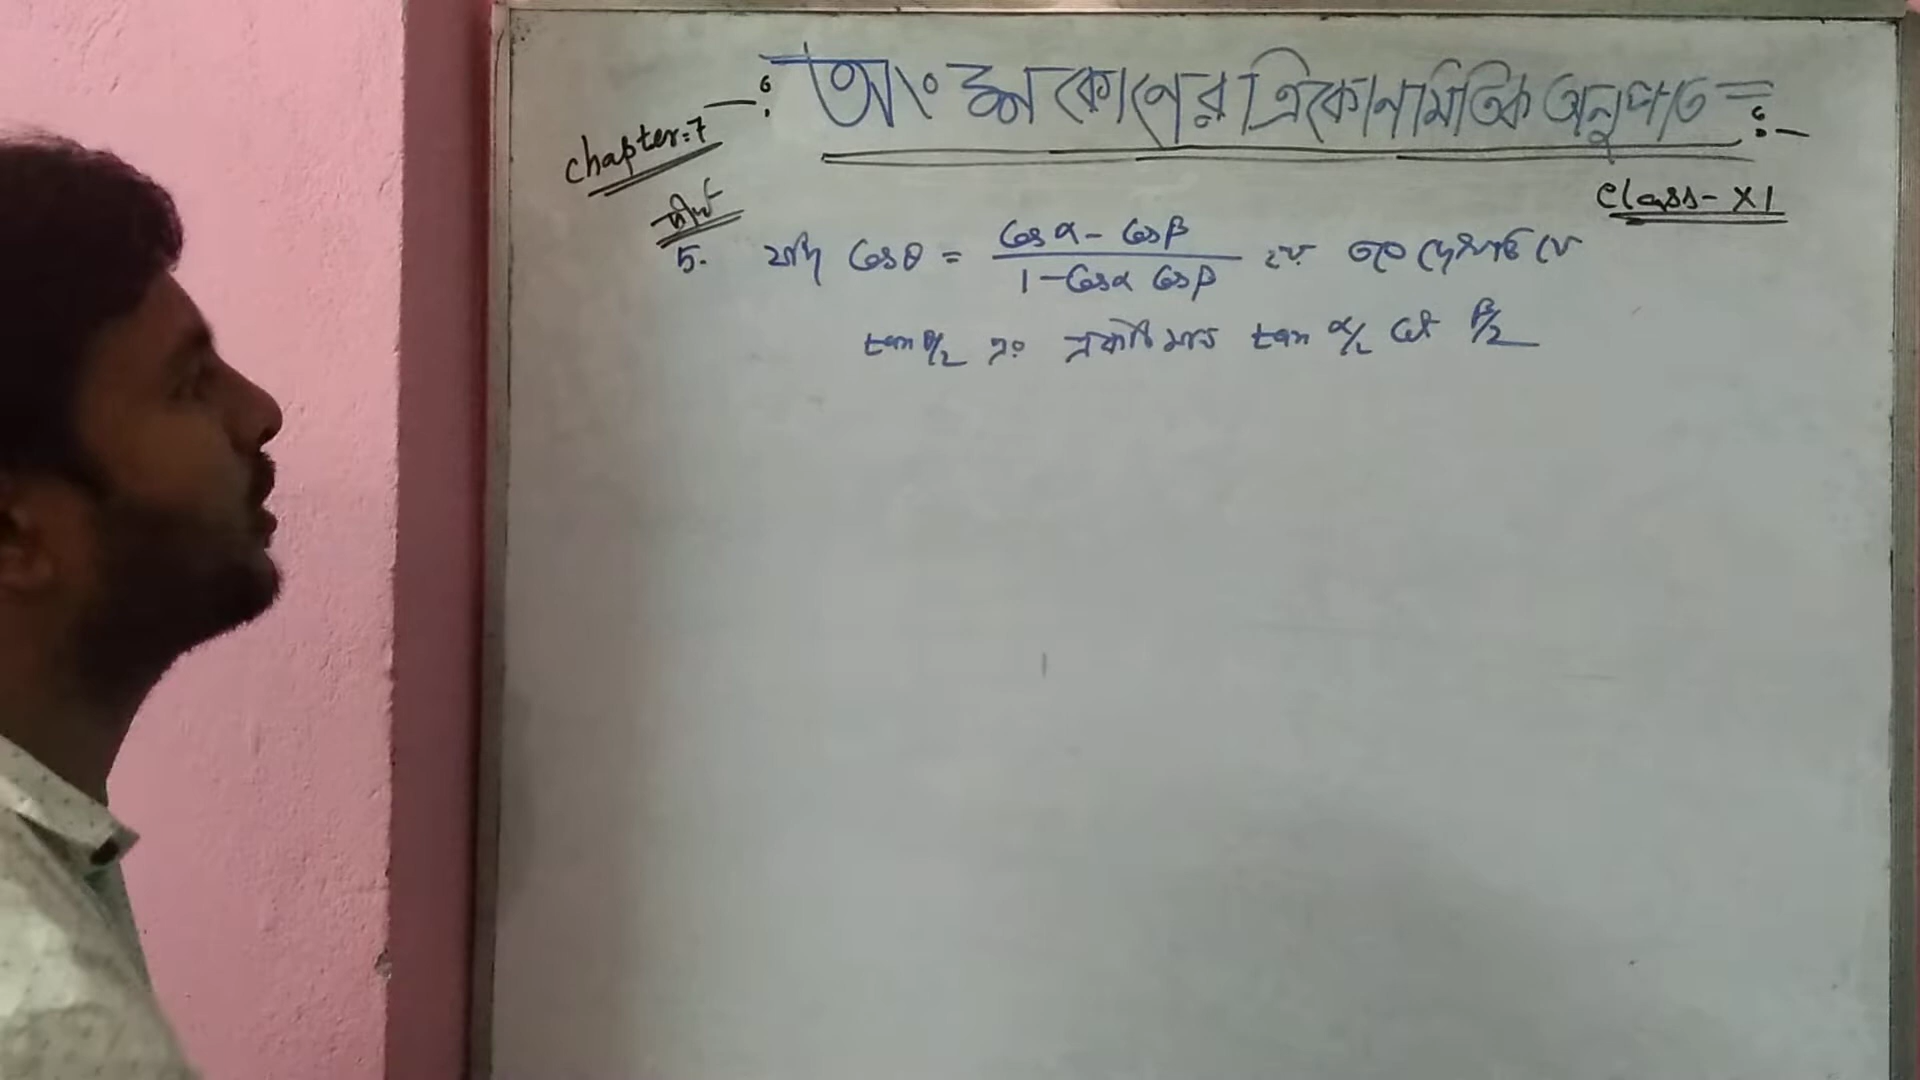 —ঃ অংশ কোণের ত্রিকোণমিতিক অনুপাত ঃ—
Chapter:7
Class-XI
দীর্ঘ
5. যদি Cosθ = (Cosα - Cosβ)/(1-Cosα Cosβ) হয় তবে দেখাও যে
tan θ/2 এর একটি মান tan α/2 Cot β/2